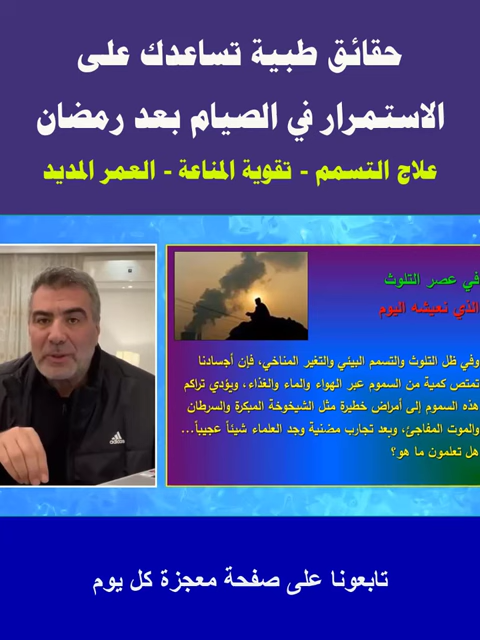 حقائق طبية تساعدك على
الاستمرار في الصيام بعد رمضان
علاج التسمم - تقوية المناعة - العمر المديد
في عصر التلوث
الذي نعيشه اليوم
وفي ظل التلوث والتسمم البيئي والتغير المناخي، فإن أجسادنا
تمتص كمية من السموم عبر الهواء والماء والغذاء، ويؤدي تراكم
هذه السموم إلى أمراض خطيرة مثل الشيخوخة المبكرة والسرطان
والموت المفاجئ، وبعد تجارب مضنية وجد العلماء شيئاً عجيباً...
هل تعلمون ما هو؟
adidas
تابعونا على صفحة معجزة كل يوم